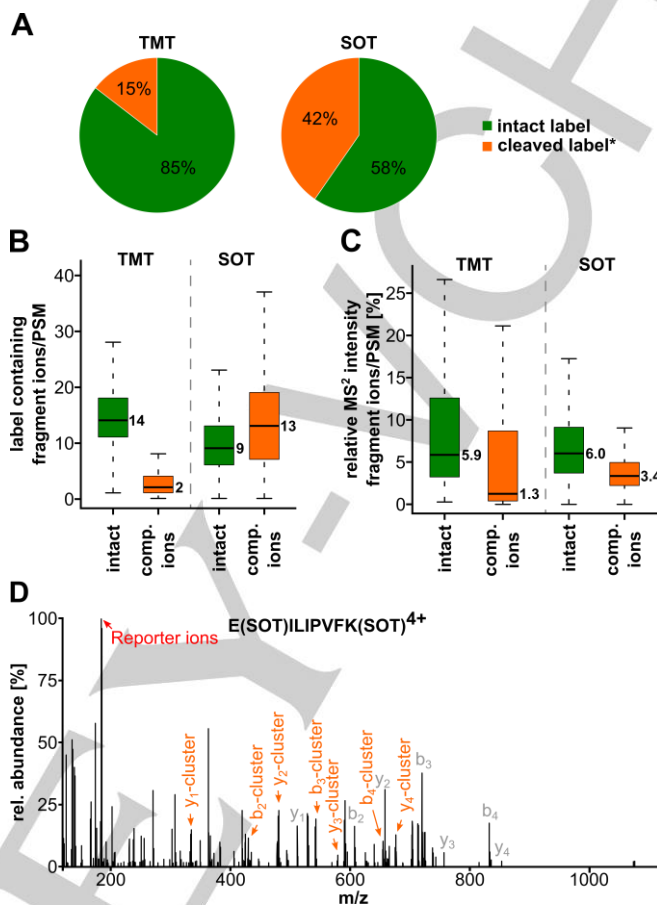 A
TMT
SOT
15%
85%
42%
58%
intact label
cleaved label*
B
TMT
SOT
label containing
fragment ions/PSM
40
30
20
10
0
14
2
9
13
intact
comp.
ions
intact
comp.
ions
C
TMT
SOT
relative MS² intensity
fragment ions/PSM [%]
25
20
15
10
5
0
5.9
1.3
6.0
3.4
intact
comp.
ions
intact
comp.
ions
D
E(SOT)ILIPVFK(SOT)⁴⁺
Reporter ions
rel. abundance [%]
100
75
50
25
0
y₁-cluster
b₂-cluster
y₂-cluster
y₁
b₃-cluster
y₃-cluster
b₂
b₄-cluster
y₂
y₄-cluster
b₃
y₃
b₄
y₄
200
400
600
800
1000
m/z